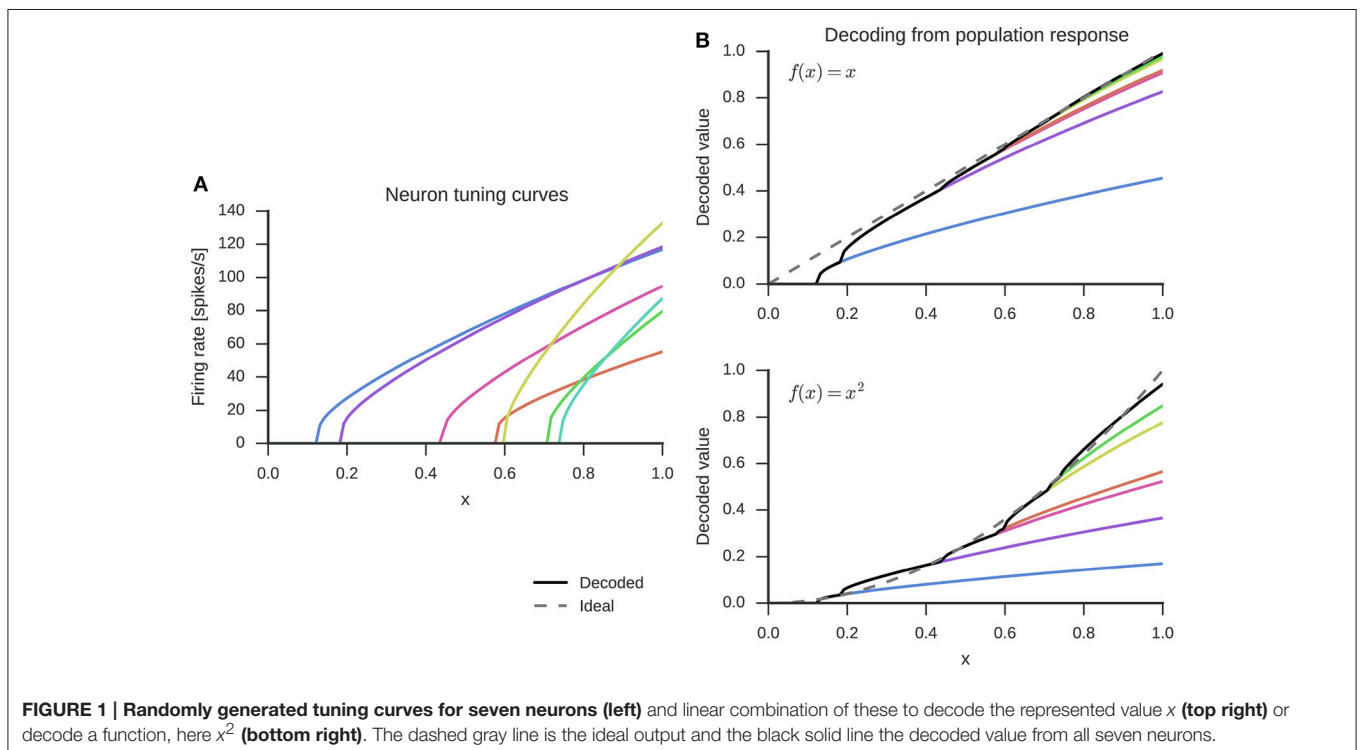 A
Neuron tuning curves
140
120
100
80
60
40
20
0
Firing rate [spikes/s]
0.0 0.2 0.4 0.6 0.8 1.0
x
Decoded
Ideal
B
Decoding from population response
f(x) = x
1.0
0.8
0.6
0.4
0.2
0.0
Decoded value
0.0 0.2 0.4 0.6 0.8 1.0
f(x) = x²
1.0
0.8
0.6
0.4
0.2
0.0
Decoded value
0.0 0.2 0.4 0.6 0.8 1.0
x
FIGURE 1 | Randomly generated tuning curves for seven neurons (left) and linear combination of these to decode the represented value x (top right) or
decode a function, here x² (bottom right). The dashed gray line is the ideal output and the black solid line the decoded value from all seven neurons.